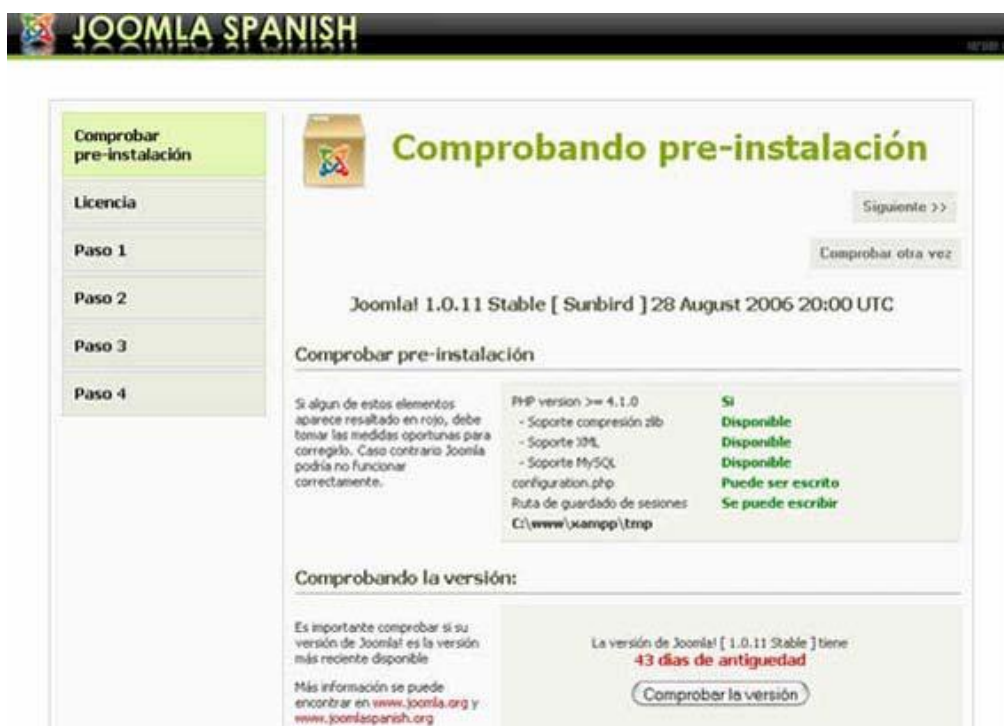 JOOMLA SPANISH
Comprobar
pre-instalación
Licencia
Paso 1
Paso 2
Paso 3
Paso 4
Comprobando pre-instalación
Siguiente >>
Comprobar otra vez
Joomla! 1.0.11 Stable [ Sunbird ] 28 August 2006 20:00 UTC
Comprobar pre-instalación
Si algun de estos elementos
aparece resaltado en rojo, debe
tomar las medidas oportunas para
corregirlo. Caso contrario Joomla
podría no funcionar
correctamente.
PHP version >= 4.1.0 Si
- Soporte compresión zlib Disponible
- Soporte XML Disponible
- Soporte MySQL Disponible
configuration.php Puede ser escrito
Ruta de guardado de sesiones Se puede escribir
C:\www\xampp\tmp
Comprobando la versión:
Es importante comprobar si su
versión de Joomla! es la versión
más reciente disponible
Más información se puede
encontrar en www.joomla.org y
www.joomlaspanish.org
La versión de Joomla! [ 1.0.11 Stable ] tiene
43 dias de antiguedad
Comprobar la versión